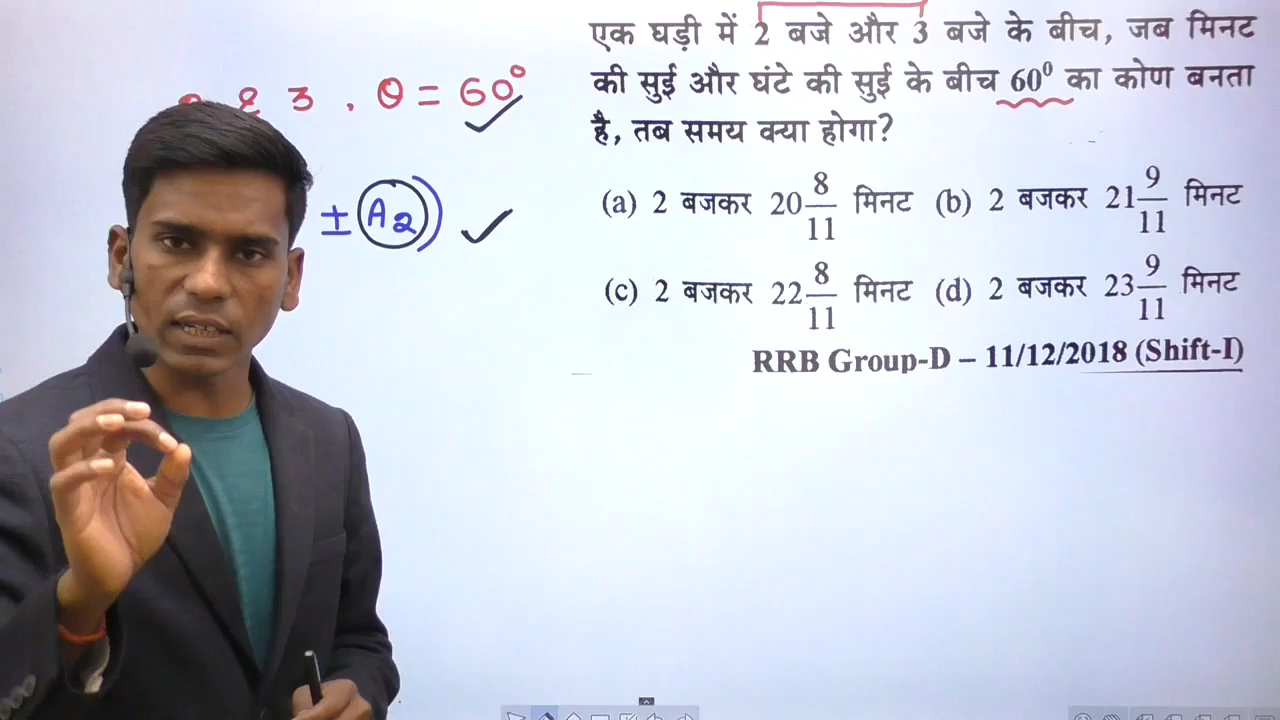 एक घड़ी में 2 बजे और 3 बजे के बीच, जब मिनट
की सुई और घंटे की सुई के बीच 60⁰ का कोण बनता
है, तब समय क्या होगा?
(a) 2 बजकर 20 8/11 मिनट (b) 2 बजकर 21 9/11 मिनट
(c) 2 बजकर 22 8/11 मिनट (d) 2 बजकर 23 9/11 मिनट
RRB Group-D – 11/12/2018 (Shift-I)
& 3 , θ = 60⁰
± A2)